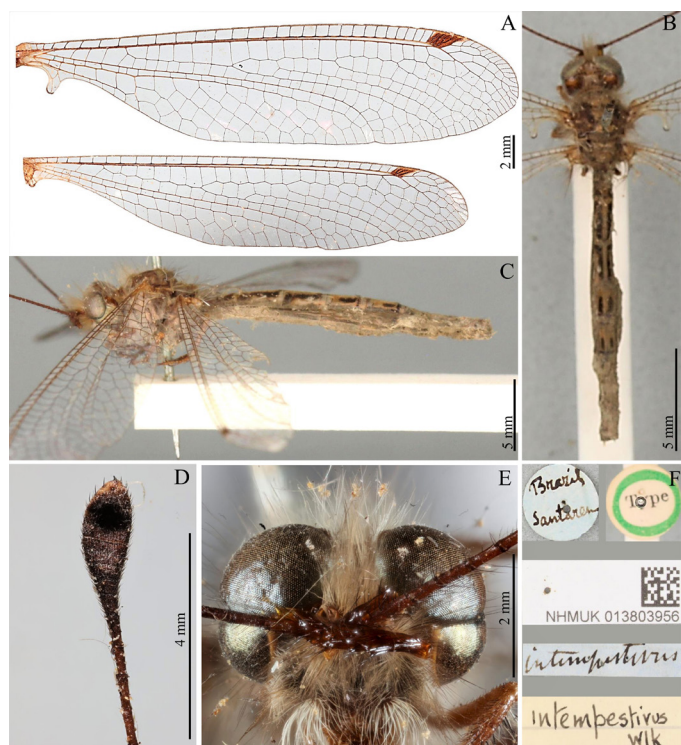 A
2 mm
B
5 mm
C
5 mm
D
4 mm
E
2 mm
F
Brazil
Santarem
Type
NHMUK 013803956
intempestivus
Intempestivus
Wlk